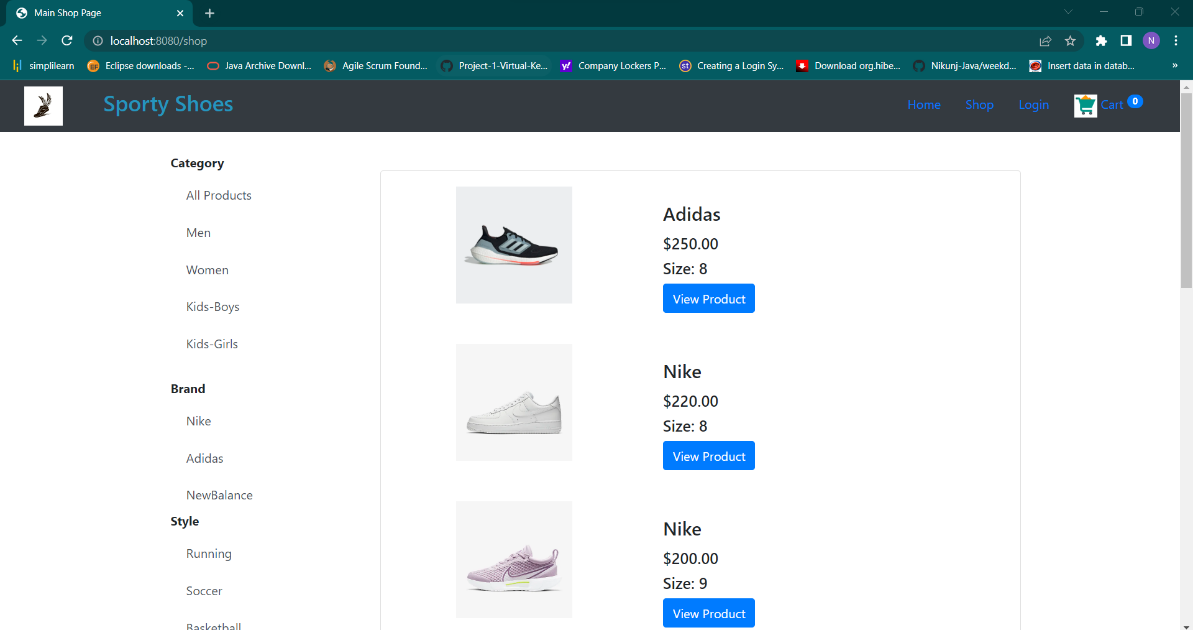 Main Shop Page
localhost:8080/shop
N
simplilearn
Eclipse downloads -...
Java Archive Downl...
Agile Scrum Found...
Project-1-Virtual-Ke...
Company Lockers P...
Creating a Login Sy...
Download org.hibe...
Nikunj-Java/weekd...
Insert data in datab...
»
Sporty Shoes
Home
Shop
Login
Cart 0
Category
All Products
Men
Women
Kids-Boys
Kids-Girls
Brand
Nike
Adidas
NewBalance
Style
Running
Soccer
Basketball
Adidas
$250.00
Size: 8
View Product
Nike
$220.00
Size: 8
View Product
Nike
$200.00
Size: 9
View Product